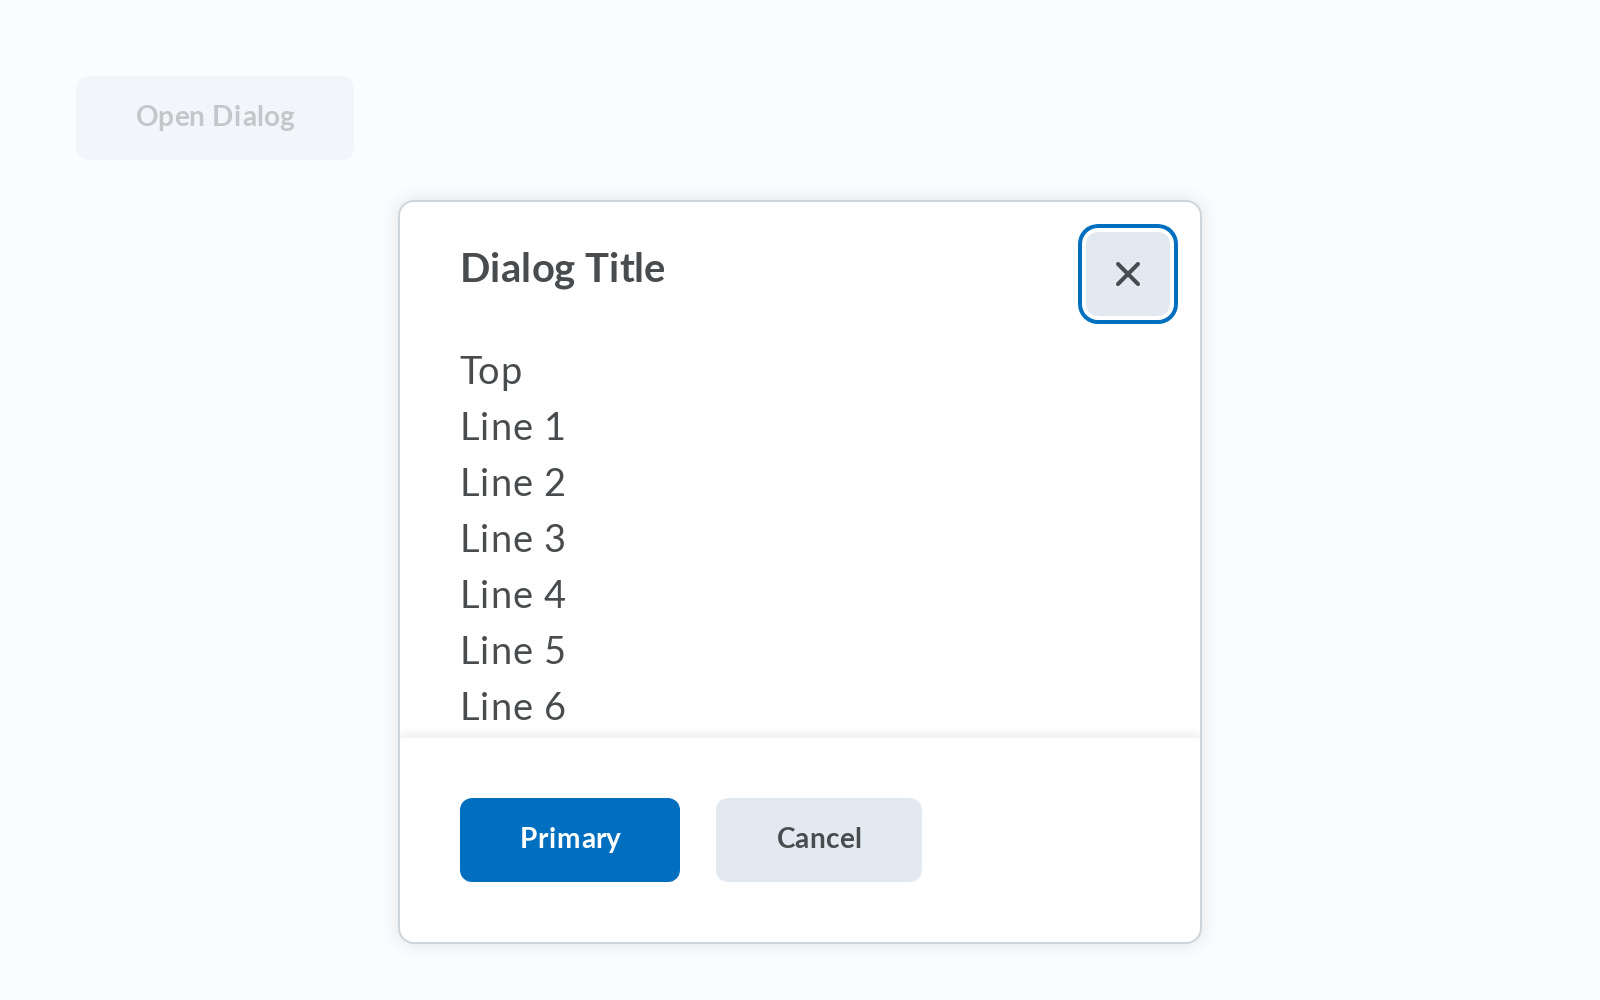 Open Dialog
Dialog Title
Top
Line 1
Line 2
Line 3
Line 4
Line 5
Line 6
Primary
Cancel